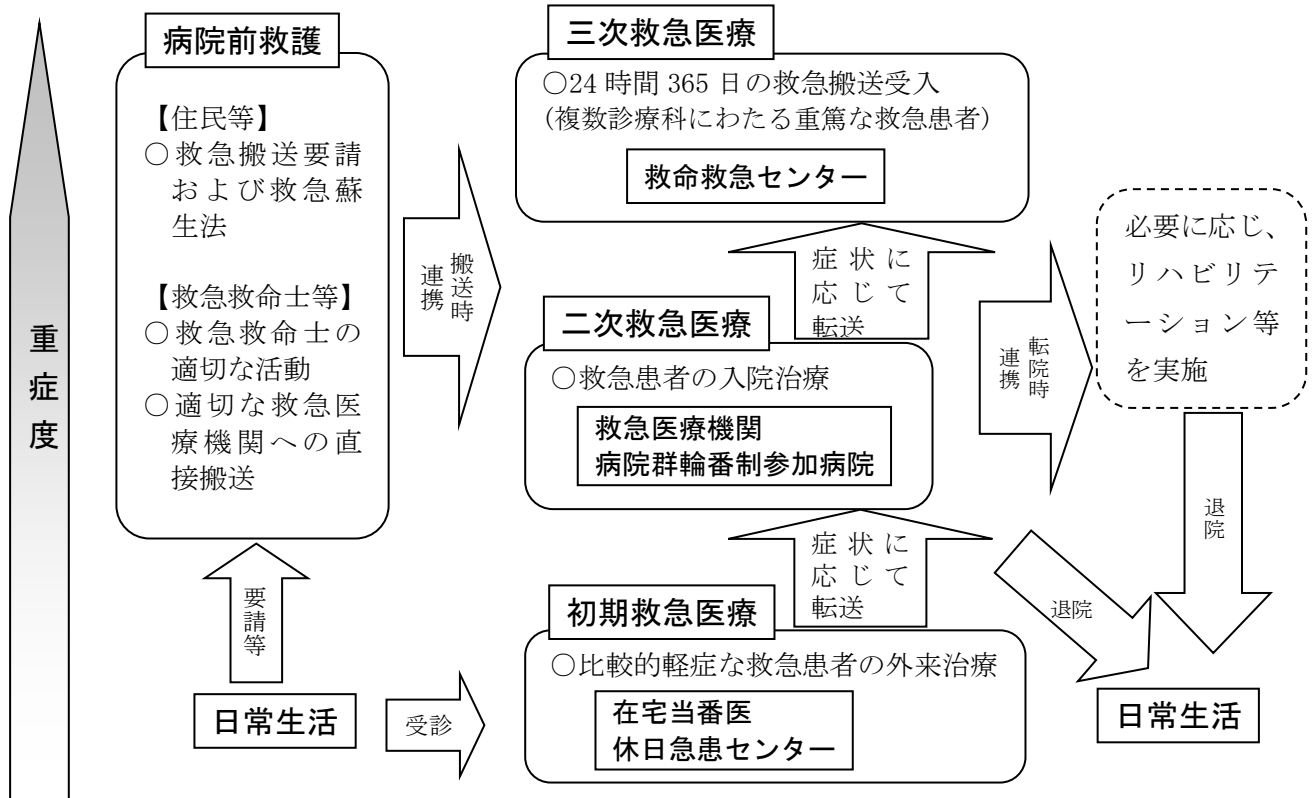 重症度
病院前救護
【住民等】
○救急搬送要請
および救急蘇
生法
【救急救命士等】
○救急救命士の
適切な活動
○適切な救急医
療機関への直
接搬送
要請等
日常生活
受診
搬送時
連携
三次救急医療
○24 時間 365 日の救急搬送受入
(複数診療科にわたる重篤な救急患者)
救命救急センター
症状に
応じて
転送
二次救急医療
○救急患者の入院治療
救急医療機関
病院群輪番制参加病院
症状に
応じて
転送
初期救急医療
○比較的軽症な救急患者の外来治療
在宅当番医
休日急患センター
転院時
連携
必要に応じ、
リハビリテ
ーション等
を実施
退院
退院
日常生活